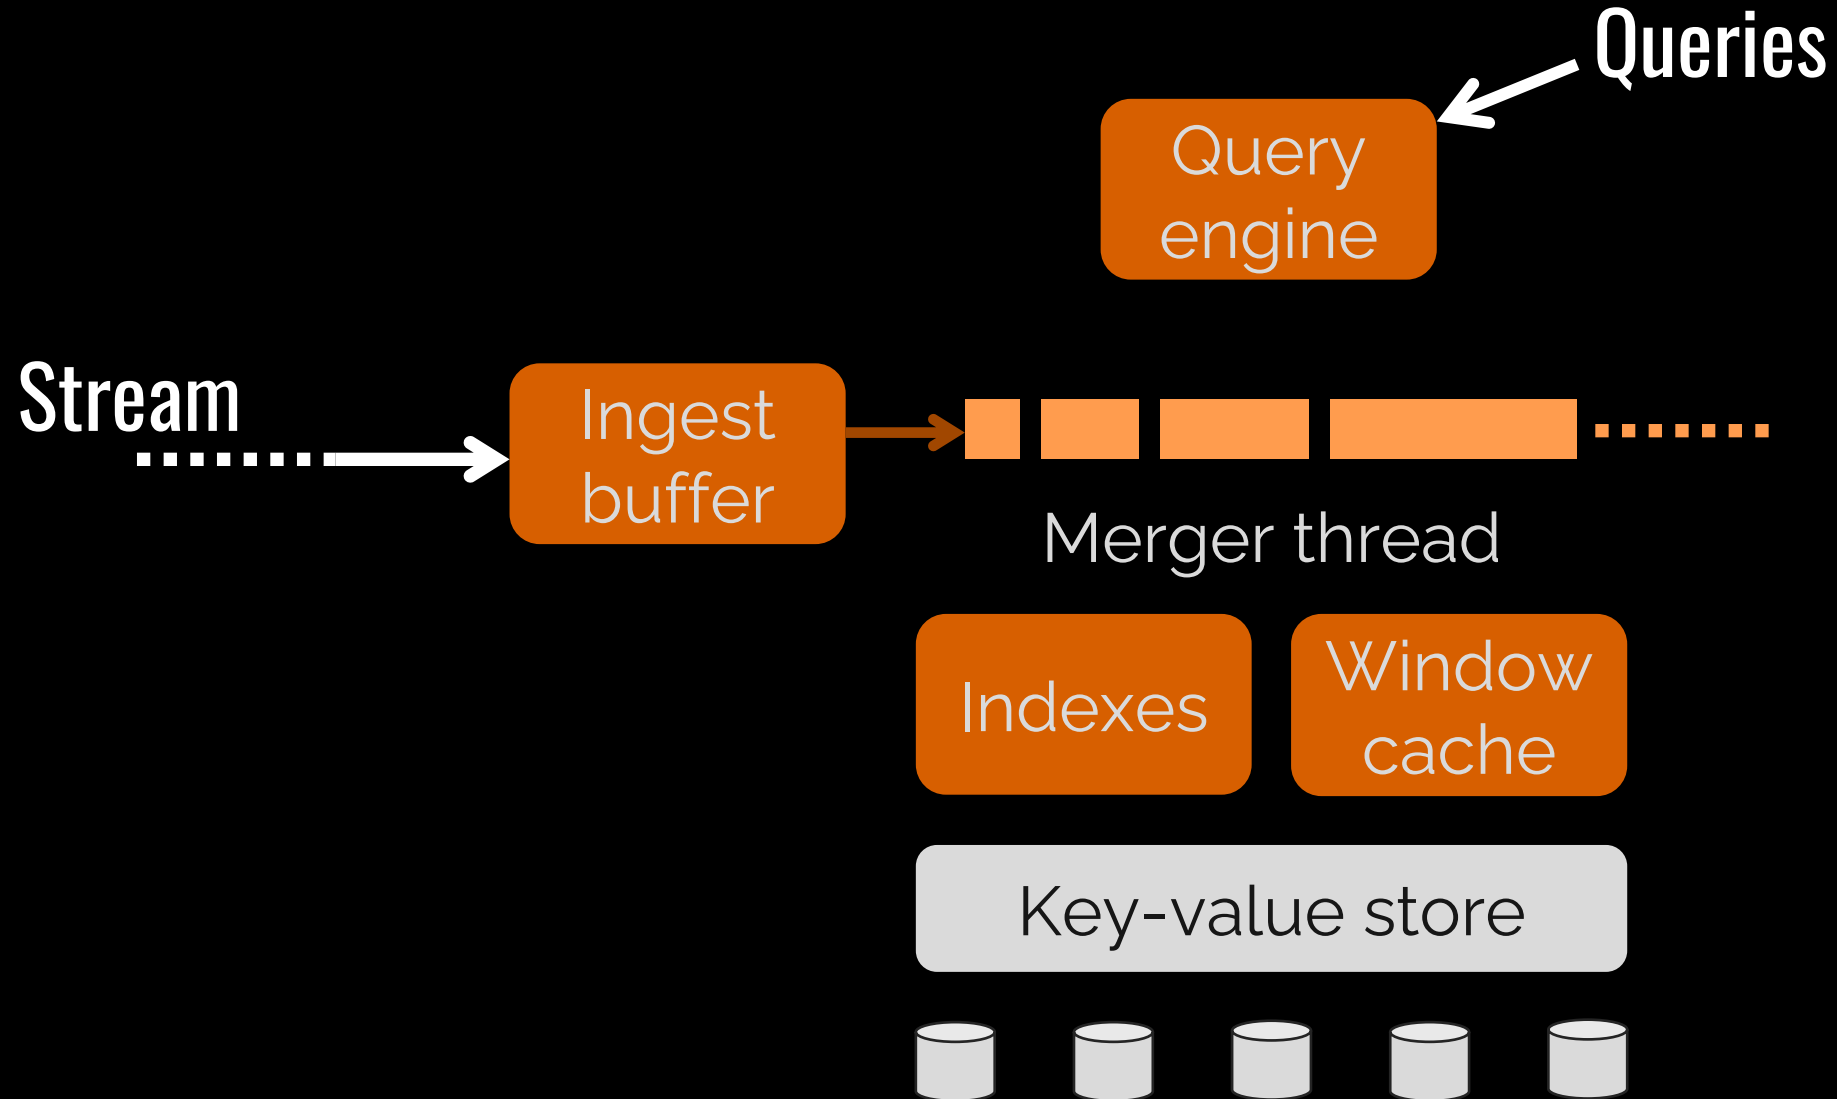 Queries
Query
engine
Stream
Ingest
buffer
Merger thread
Indexes
Window
cache
Key-value store